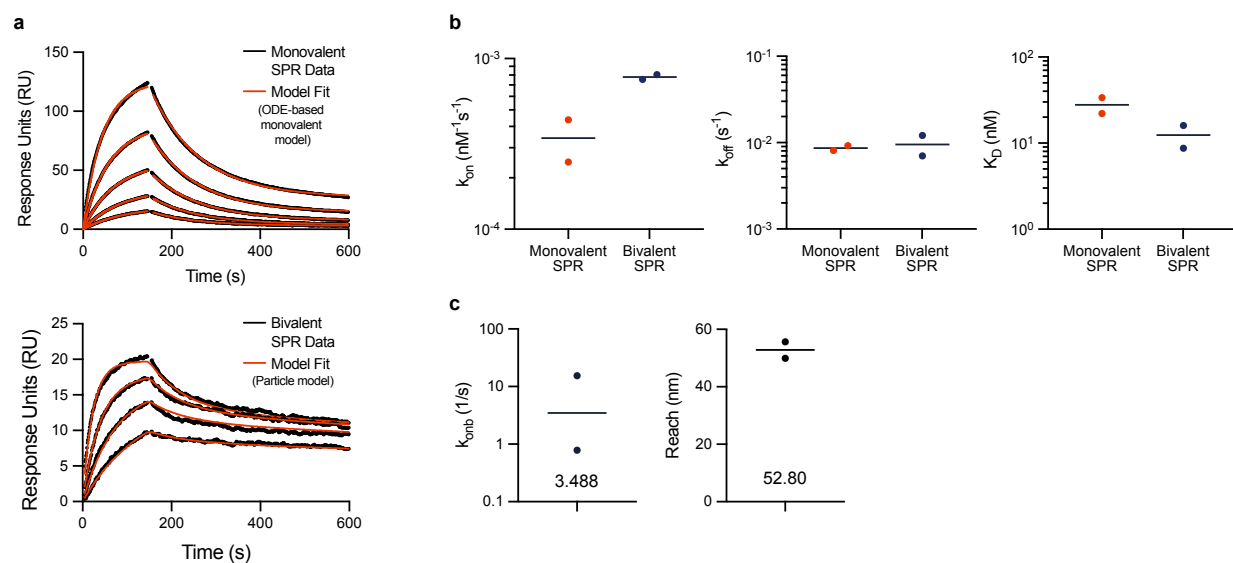 a
150
100
50
0
Response Units (RU)
Monovalent
SPR Data
Model Fit
(ODE-based
monovalent
model)
0
200
400
600
Time (s)
25
20
15
10
5
0
Response Units (RU)
Bivalent
SPR Data
Model Fit
(Particle model)
0
200
400
600
Time (s)
b
10⁻³
10⁻⁴
kₒₙ (nM⁻¹s⁻¹)
Monovalent
SPR
Bivalent
SPR
10⁻¹
10⁻²
10⁻³
k_off (s⁻¹)
Monovalent
SPR
Bivalent
SPR
10²
10¹
10⁰
K_D (nM)
Monovalent
SPR
Bivalent
SPR
c
100
10
1
0.1
k_onb (1/s)
3.488
60
40
20
0
Reach (nm)
52.80